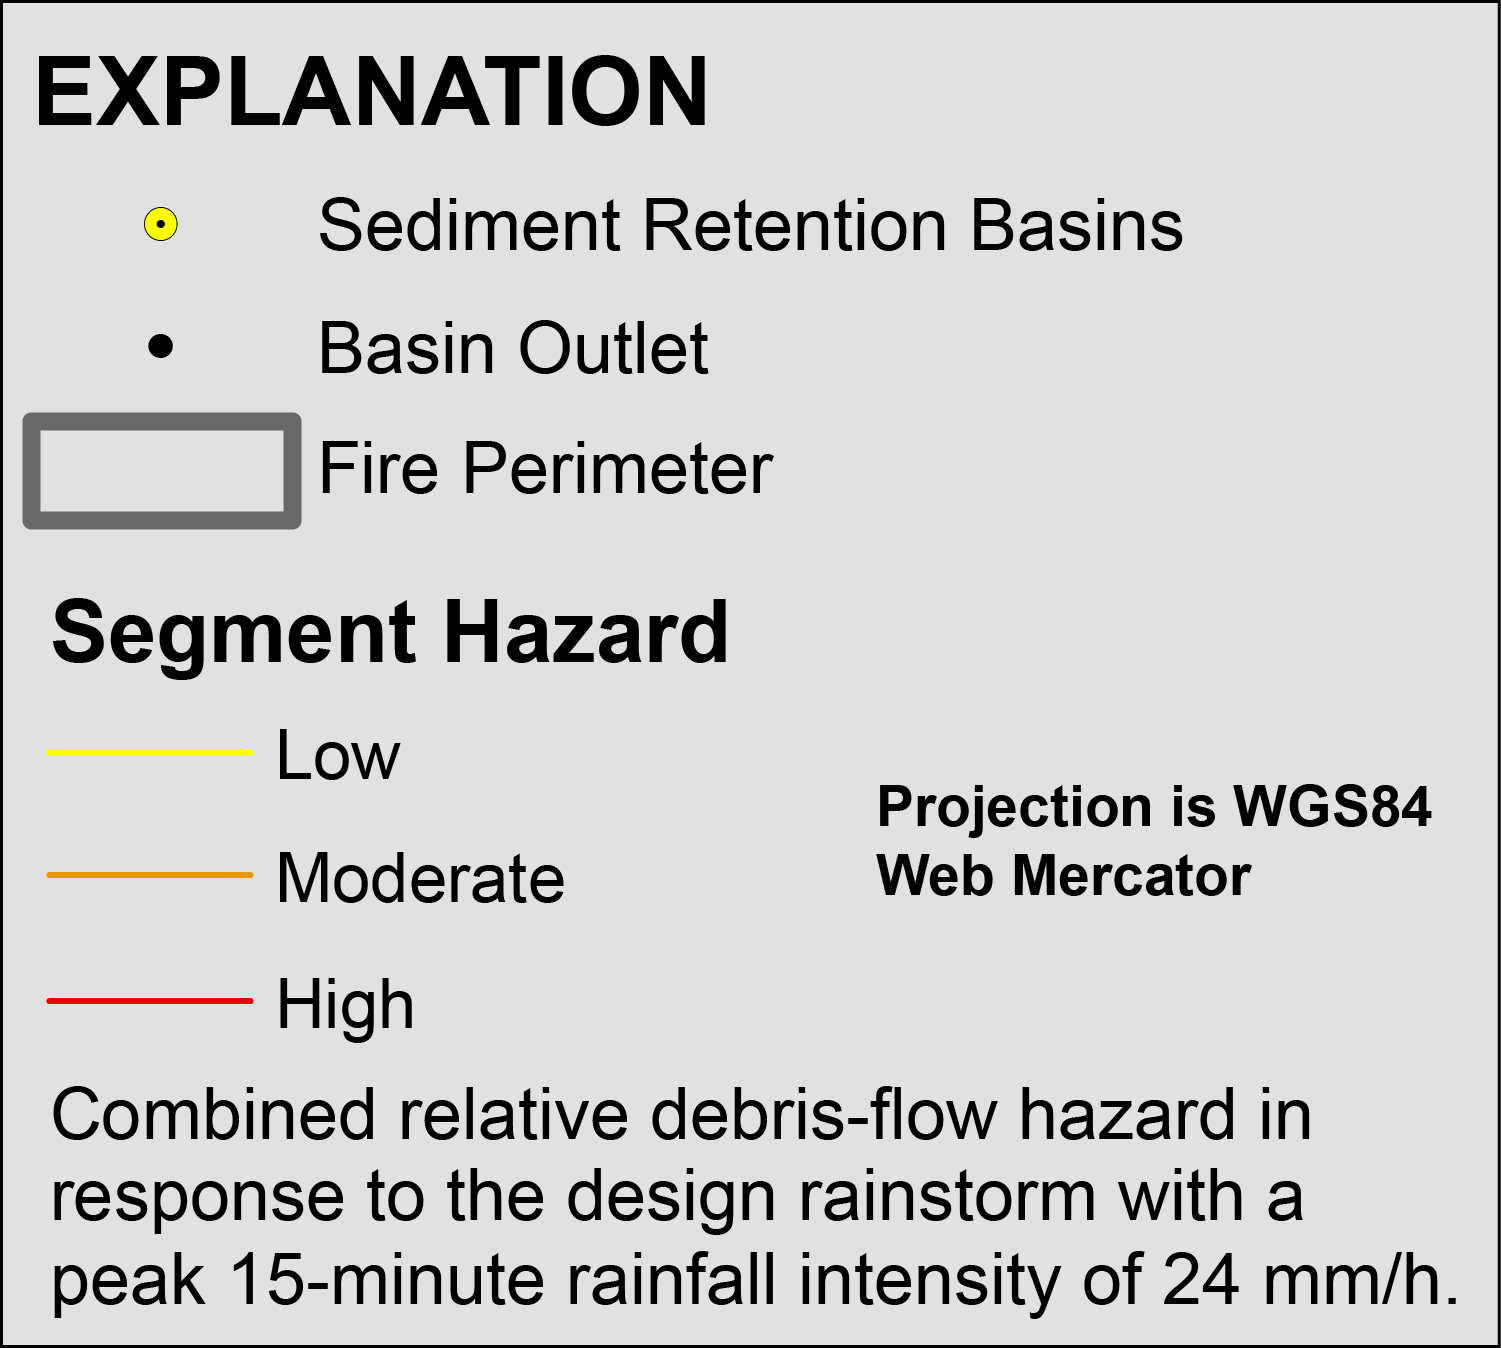 EXPLANATION
Sediment Retention Basins
Basin Outlet
Fire Perimeter
Segment Hazard
Low
Moderate
High
Projection is WGS84
Web Mercator
Combined relative debris-flow hazard in
response to the design rainstorm with a
peak 15-minute rainfall intensity of 24 mm/h.